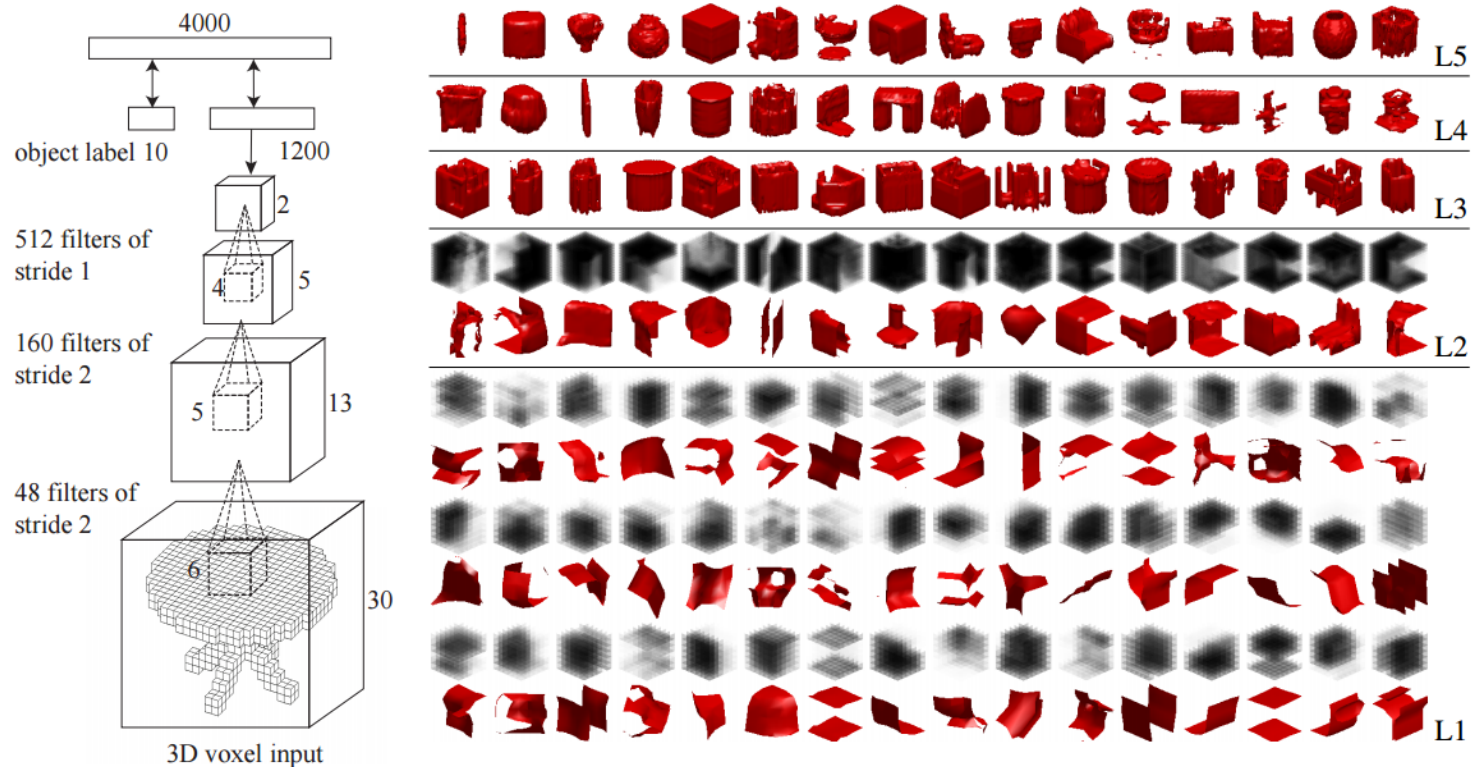 4000
object label 10
1200
2
512 filters of
stride 1
4
5
160 filters of
stride 2
5
13
48 filters of
stride 2
6
30
3D voxel input
L5
L4
L3
L2
L1